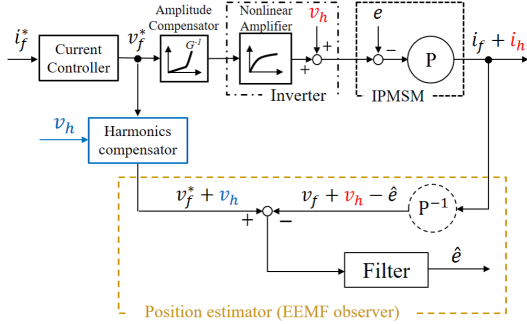 Amplitude
Compensator
Nonlinear
Amplifier
v_h
e
i_f^*
Current
Controller
v_f^*
G^{-1}
+
+
−
P
i_f + i_h
Inverter
IPMSM
v_h
Harmonics
compensator
v_f^* + v_h
+
−
v_f + v_h − ê
P^{-1}
Filter
ê
Position estimator (EEMF observer)